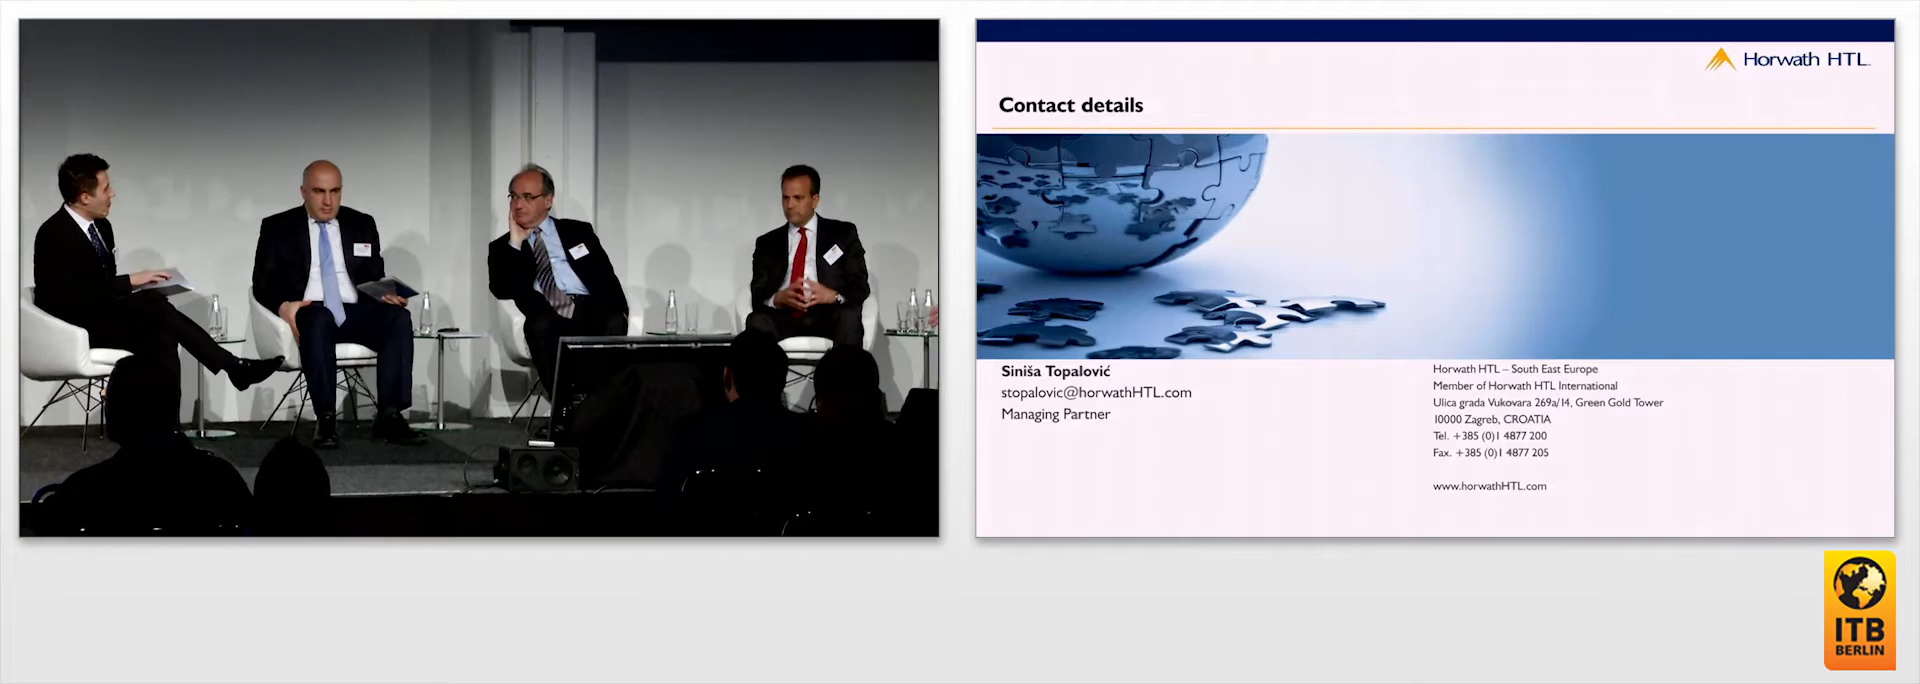 Horwath HTL
Contact details
Siniša Topalović
stopalovic@horwathHTL.com
Managing Partner
Horwath HTL – South East Europe
Member of Horwath HTL International
Ulica grada Vukovara 269a/14, Green Gold Tower
10000 Zagreb, CROATIA
Tel. +385 (0)1 4877 200
Fax. +385 (0)1 4877 205
www.horwathHTL.com
ITB
BERLIN